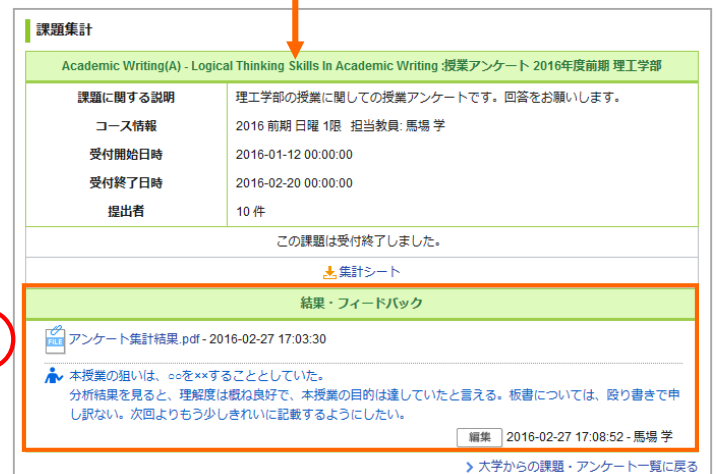 課題集計
Academic Writing(A) - Logical Thinking Skills In Academic Writing :授業アンケート 2016年度前期 理工学部
課題に関する説明 理工学部の授業に関しての授業アンケートです。回答をお願いします。
コース情報 2016 前期 日曜 1限 担当教員: 馬場 学
受付開始日時 2016-01-12 00:00:00
受付終了日時 2016-02-20 00:00:00
提出者 10 件
この課題は受付終了しました。
集計シート
結果・フィードバック
FILE アンケート集計結果.pdf - 2016-02-27 17:03:30
本授業の狙いは、○○を××することとしていた。
分析結果を見ると、理解度は概ね良好で、本授業の目的は達していたと言える。板書については、殴り書きで申
し訳ない。次回よりもう少しきれいに記載するようにしたい。
編集 2016-02-27 17:08:52 - 馬場 学
大学からの課題・アンケート一覧に戻る